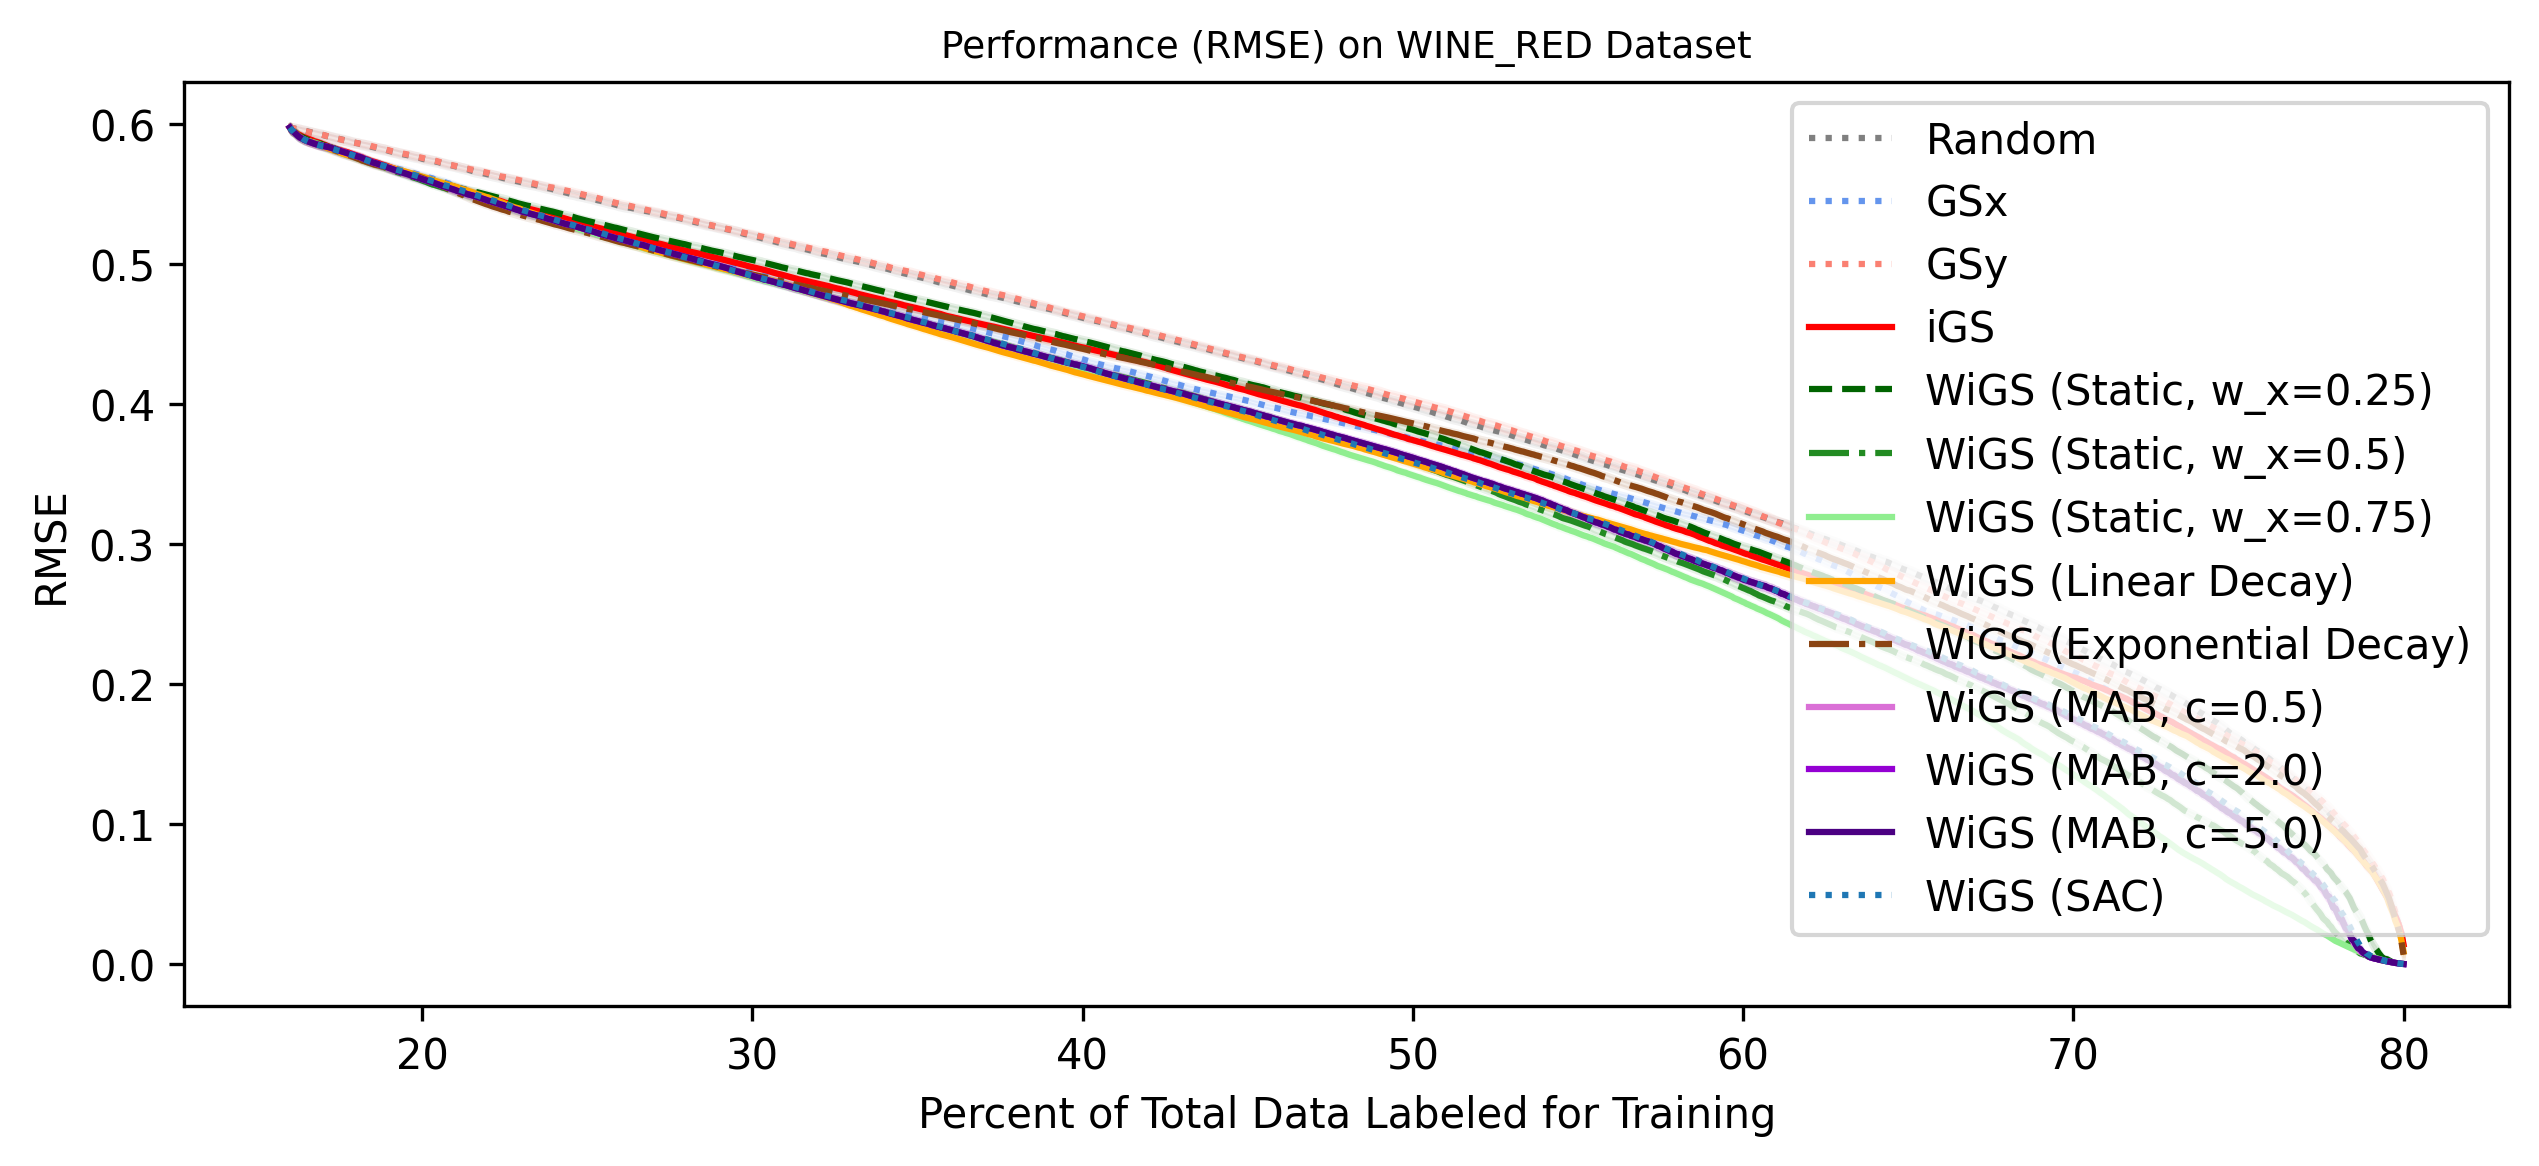 Performance (RMSE) on WINE_RED Dataset
RMSE
0.6
0.5
0.4
0.3
0.2
0.1
0.0
Random
GSx
GSy
iGS
WiGS (Static, w_x=0.25)
WiGS (Static, w_x=0.5)
WiGS (Static, w_x=0.75)
WiGS (Linear Decay)
WiGS (Exponential Decay)
WiGS (MAB, c=0.5)
WiGS (MAB, c=2.0)
WiGS (MAB, c=5.0)
WiGS (SAC)
20 30 40 50 60 70 80
Percent of Total Data Labeled for Training